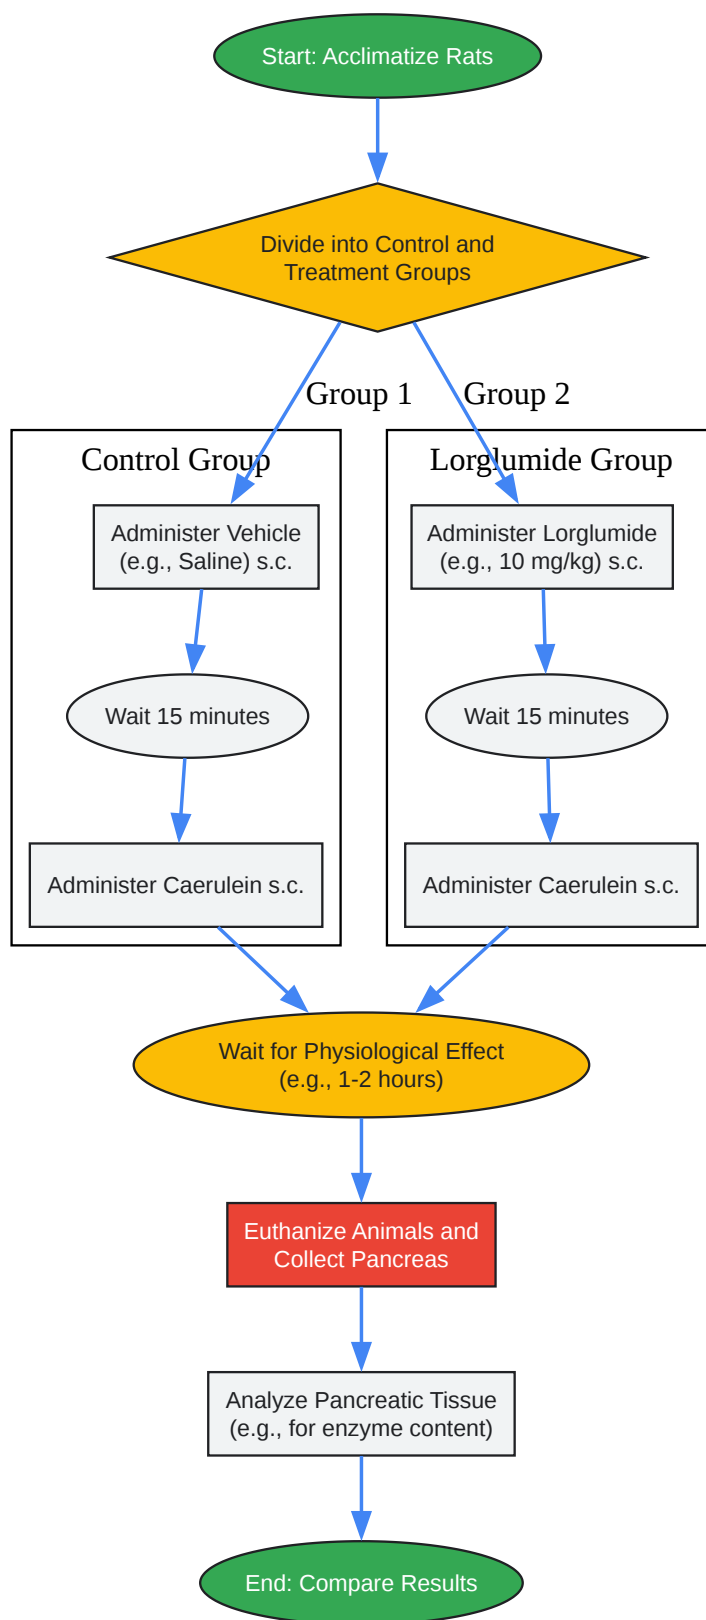 Start: Acclimatize Rats
Divide into Control and
Treatment Groups
Group 1
Group 2
Control Group
Administer Vehicle
(e.g., Saline) s.c.
Wait 15 minutes
Administer Caerulein s.c.
Lorglumide Group
Administer Lorglumide
(e.g., 10 mg/kg) s.c.
Wait 15 minutes
Administer Caerulein s.c.
Wait for Physiological Effect
(e.g., 1-2 hours)
Euthanize Animals and
Collect Pancreas
Analyze Pancreatic Tissue
(e.g., for enzyme content)
End: Compare Results